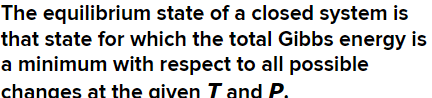 The equilibrium state of a closed system is
that state for which the total Gibbs energy is
a minimum with respect to all possible
changes at the given T and P.